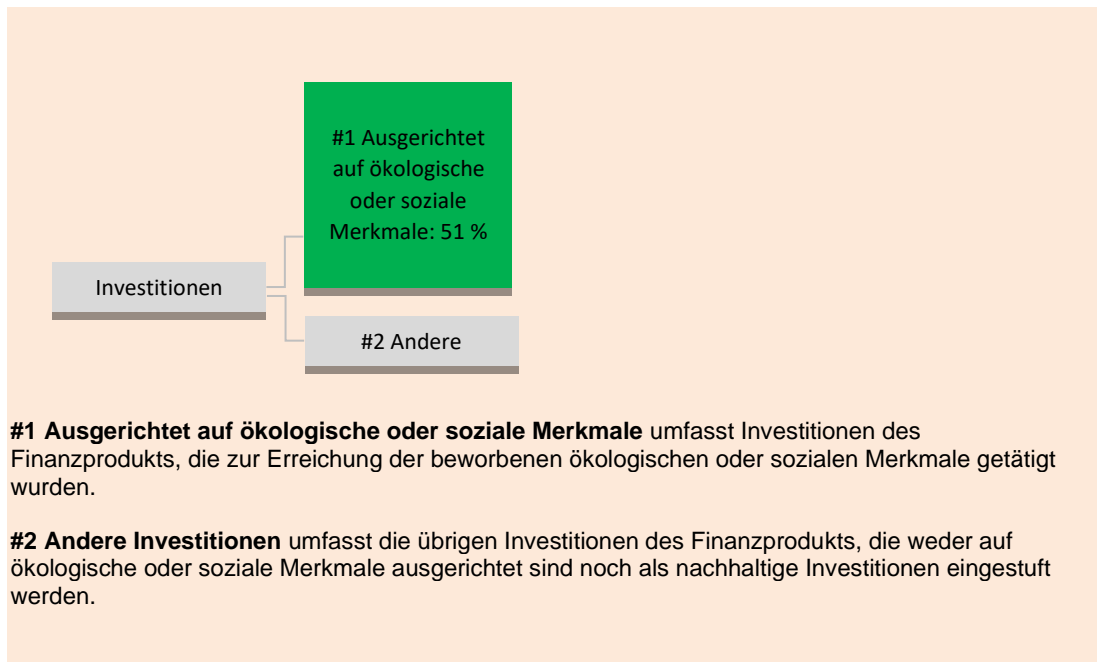 #1 Ausgerichtet
auf ökologische
oder soziale
Merkmale: 51 %
Investitionen
#2 Andere
#1 Ausgerichtet auf ökologische oder soziale Merkmale umfasst Investitionen des
Finanzprodukts, die zur Erreichung der beworbenen ökologischen oder sozialen Merkmale getätigt
wurden.
#2 Andere Investitionen umfasst die übrigen Investitionen des Finanzprodukts, die weder auf
ökologische oder soziale Merkmale ausgerichtet sind noch als nachhaltige Investitionen eingestuft
werden.